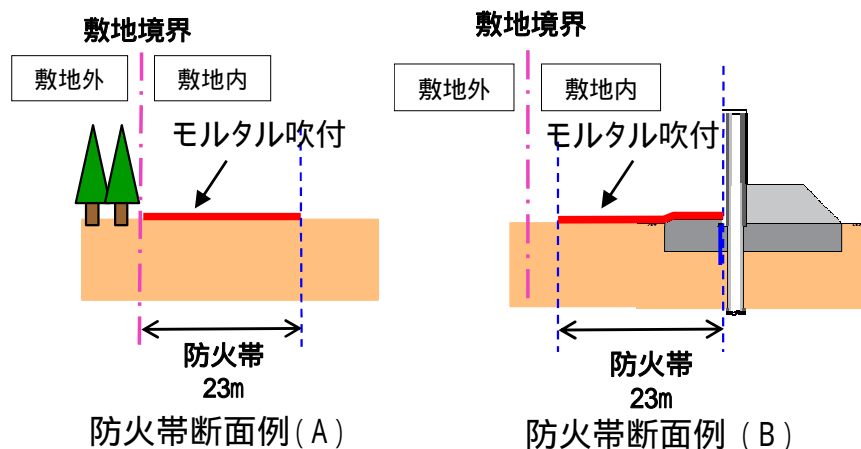 敷地境界
敷地外
敷地内
モルタル吹付
防火帯
23m
防火帯断面例(A)
敷地境界
敷地外
敷地内
モルタル吹付
防火帯
23m
防火帯断面例(B)